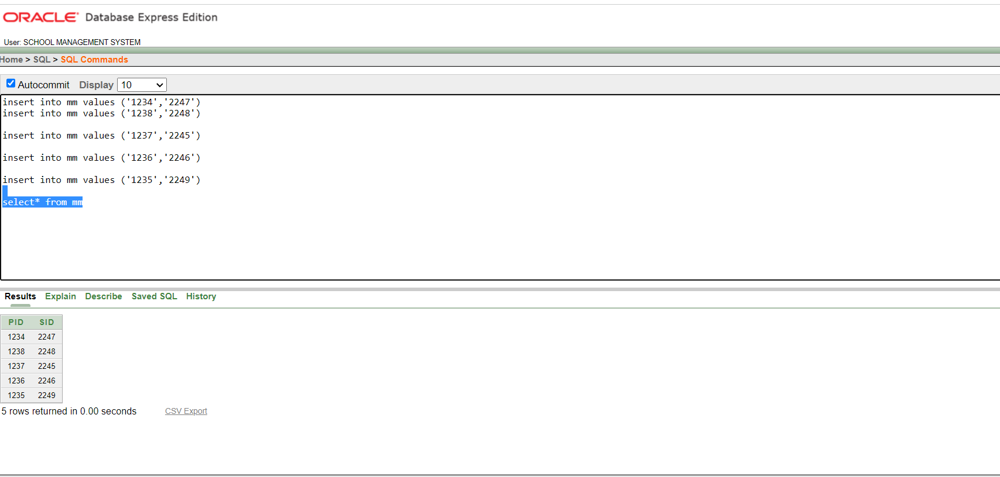 ORACLE Database Express Edition
User: SCHOOL MANAGEMENT SYSTEM
Home > SQL > SQL Commands
Autocommit Display 10
insert into mm values ('1234','2247')
insert into mm values ('1238','2248')
insert into mm values ('1237','2245')
insert into mm values ('1236','2246')
insert into mm values ('1235','2249')
select* from mm
Results Explain Describe Saved SQL History
PID SID
1234 2247
1238 2248
1237 2245
1236 2246
1235 2249
5 rows returned in 0.00 seconds CSV Export